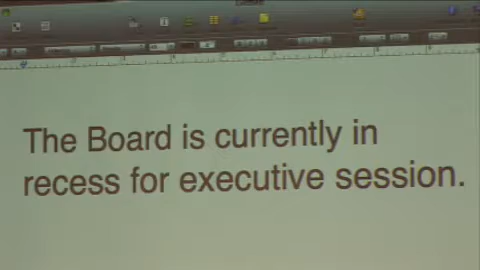 The Board is currently in
recess for executive session.